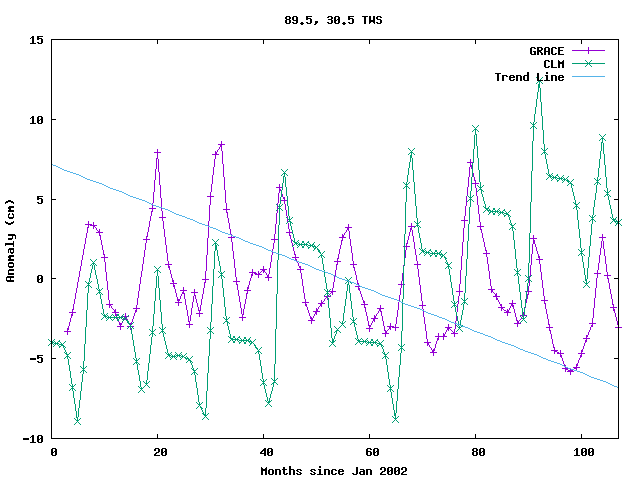 89.5, 30.5 TWS
GRACE
CLM
Trend Line
15
10
5
0
-5
-10
Anomaly (cm)
0 20 40 60 80 100
Months since Jan 2002